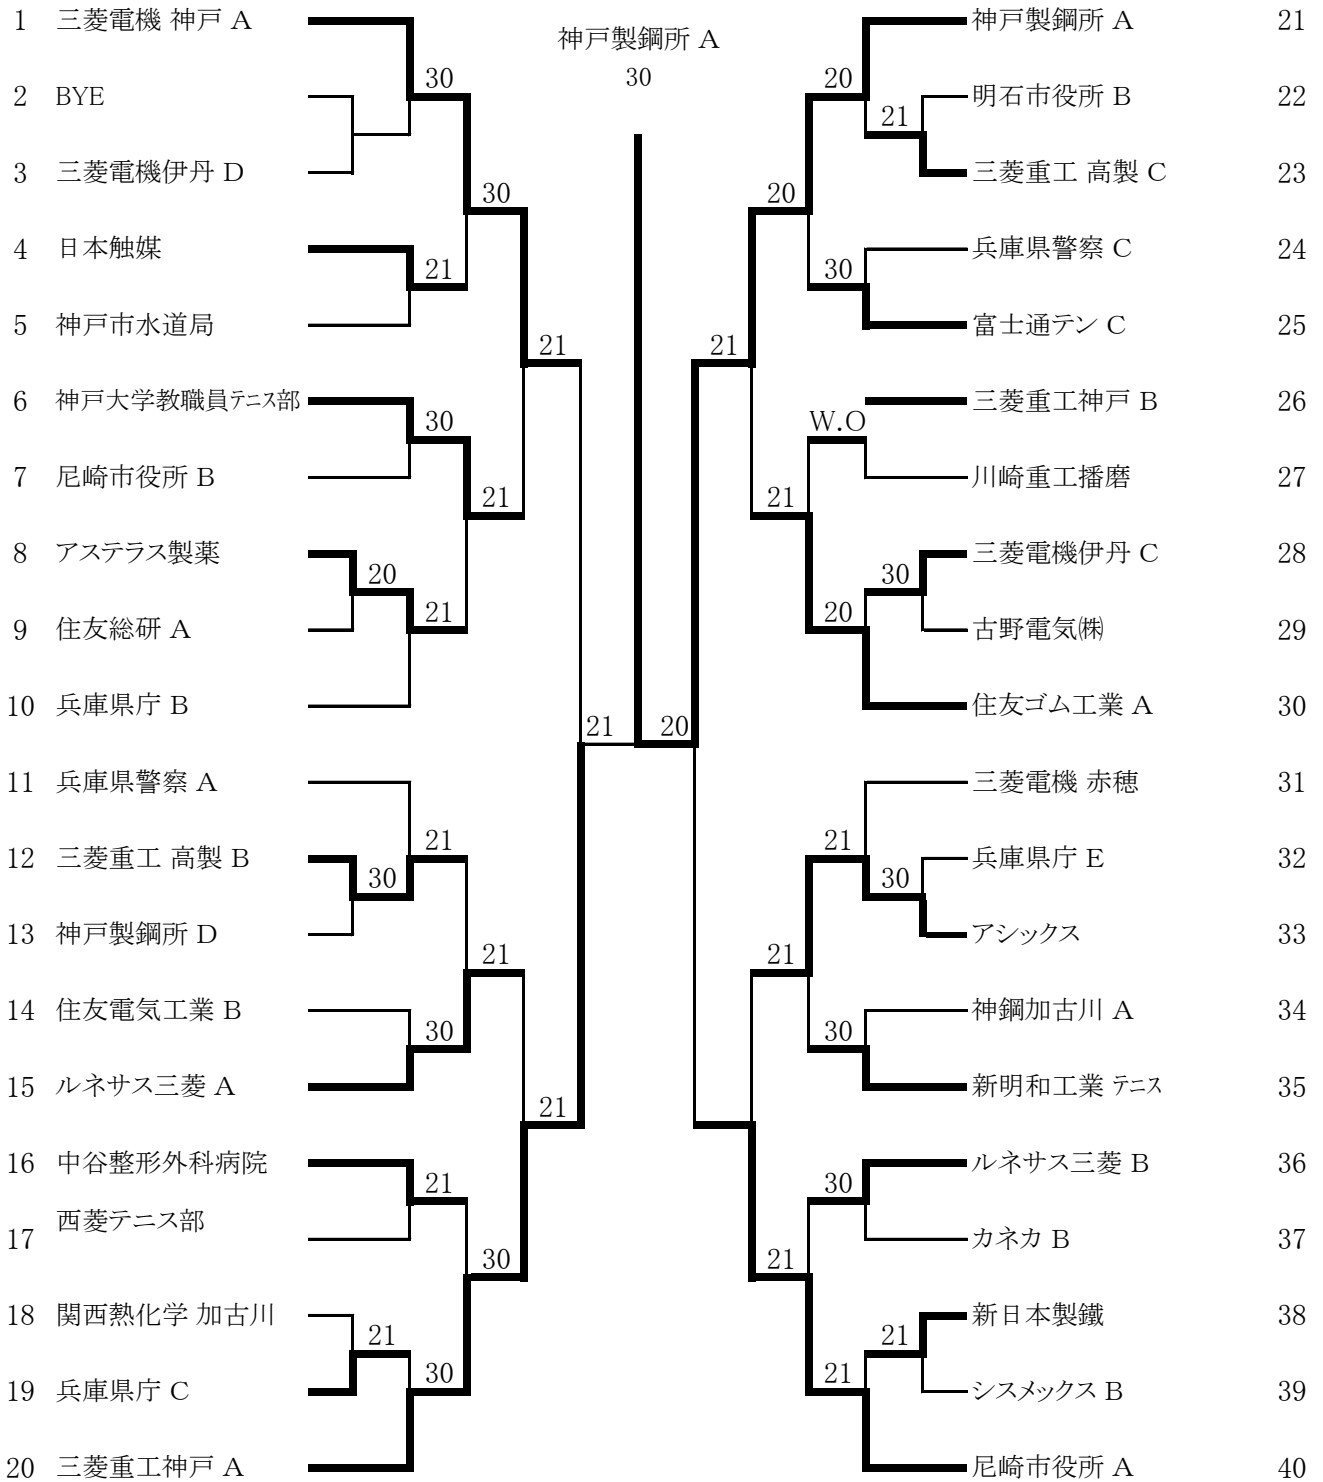 神戸製鋼所 A
30
1 三菱電機 神戸 A
30
2 BYE
3 三菱電機伊丹 D
30
4 日本触媒
21
5 神戸市水道局
21
6 神戸大学教職員テニス部
30
7 尼崎市役所 B
21
8 アステラス製薬
20
9 住友総研 A
21
10 兵庫県庁 B
21
11 兵庫県警察 A
21
12 三菱重工 高製 B
30
13 神戸製鋼所 D
21
14 住友電気工業 B
30
15 ルネサス三菱 A
21
16 中谷整形外科病院
21
17 西菱テニス部
30
18 関西熱化学 加古川
21
19 兵庫県庁 C
30
20 三菱重工神戸 A
神戸製鋼所 A 21
20
明石市役所 B 22
21
三菱重工 高製 C 23
20
兵庫県警察 C 24
30
富士通テン C 25
21
三菱重工神戸 B 26
W.O
川崎重工播磨 27
21
三菱電機伊丹 C 28
30
古野電気㈱ 29
20
住友ゴム工業 A 30
20
三菱電機 赤穂 31
21
兵庫県庁 E 32
30
アシックス 33
21
神鋼加古川 A 34
30
新明和工業 テニス 35
ルネサス三菱 B 36
30
カネカ B 37
21
新日本製鐵 38
21
シスメックス B 39
21
尼崎市役所 A 40